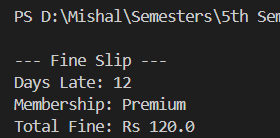 PS D:\Mishal\Semesters\5th Sem
--- Fine Slip ---
Days Late: 12
Membership: Premium
Total Fine: Rs 120.0